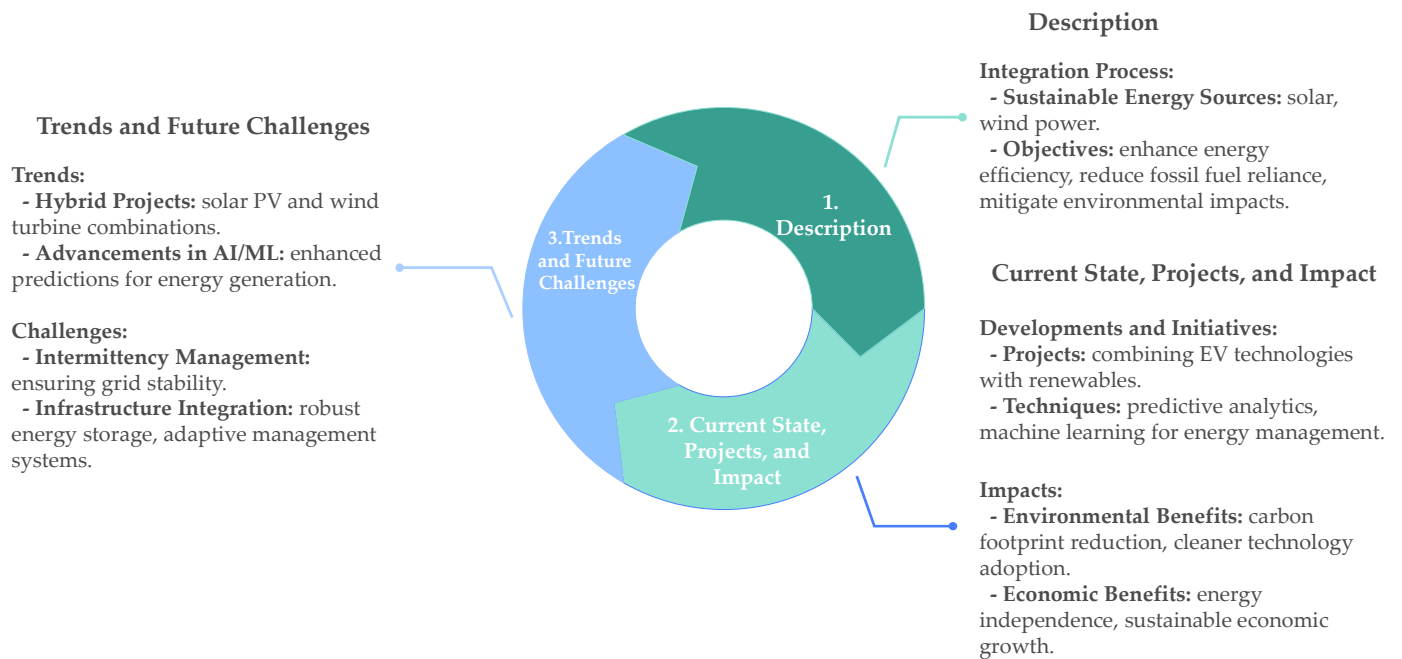 Description
Integration Process:
- Sustainable Energy Sources: solar,
wind power.
- Objectives: enhance energy
efficiency, reduce fossil fuel reliance,
mitigate environmental impacts.
Current State, Projects, and Impact
Developments and Initiatives:
- Projects: combining EV technologies
with renewables.
- Techniques: predictive analytics,
machine learning for energy management.
Impacts:
- Environmental Benefits: carbon
footprint reduction, cleaner technology
adoption.
- Economic Benefits: energy
independence, sustainable economic
growth.
Trends and Future Challenges
Trends:
- Hybrid Projects: solar PV and wind
turbine combinations.
- Advancements in AI/ML: enhanced
predictions for energy generation.
Challenges:
- Intermittency Management:
ensuring grid stability.
- Infrastructure Integration: robust
energy storage, adaptive management
systems.
1.
Description
2. Current State,
Projects, and
Impact
3.Trends
and Future
Challenges